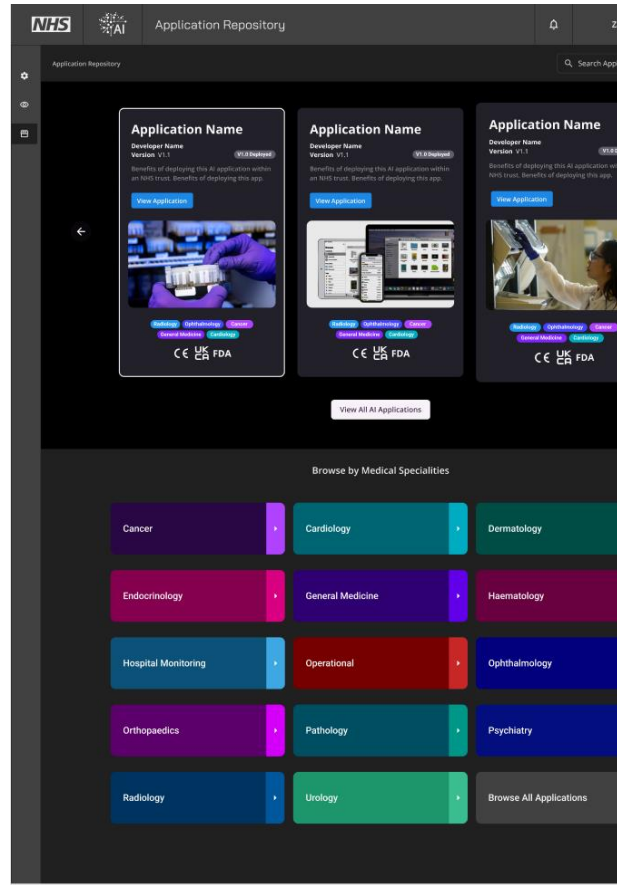 NHS
AI
Application Repository
Z
Application Repository
Search Appl
Application Name
Developer Name
Version V1.1
V1.0 Deployed
Benefits of deploying this AI application within
an NHS trust. Benefits of deploying this app.
View Application
Radiology Ophthalmology Cancer
General Medicine Cardiology
CE UK CA FDA
Application Name
Developer Name
Version V1.1
V1.0 Deployed
Benefits of deploying this AI application within
an NHS trust. Benefits of deploying this app.
View Application
Radiology Ophthalmology Cancer
General Medicine Cardiology
CE UK CA FDA
Application Name
Developer Name
Version V1.1
V1.0
Benefits of deploying this AI application wi
NHS trust. Benefits of deploying this app.
View Application
Radiology Ophthalmology Cancer
General Medicine Cardiology
CE UK CA FDA
View All AI Applications
Browse by Medical Specialities
Cancer
Cardiology
Dermatology
Endocrinology
General Medicine
Haematology
Hospital Monitoring
Operational
Ophthalmology
Orthopaedics
Pathology
Psychiatry
Radiology
Urology
Browse All Applications